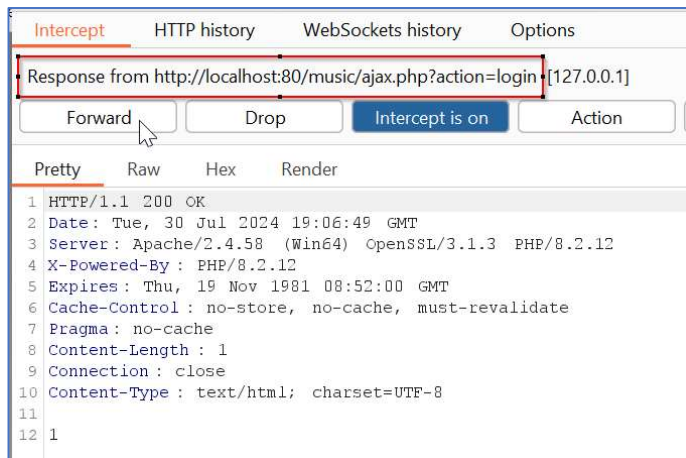 Intercept HTTP history WebSockets history Options
Response from http://localhost:80/music/ajax.php?action=login [127.0.0.1]
Forward Drop Intercept is on Action
Pretty Raw Hex Render
1 HTTP/1.1 200 OK
2 Date: Tue, 30 Jul 2024 19:06:49 GMT
3 Server: Apache/2.4.58 (Win64) OpenSSL/3.1.3 PHP/8.2.12
4 X-Powered-By: PHP/8.2.12
5 Expires: Thu, 19 Nov 1981 08:52:00 GMT
6 Cache-Control: no-store, no-cache, must-revalidate
7 Pragma: no-cache
8 Content-Length: 1
9 Connection: close
10 Content-Type: text/html; charset=UTF-8
11
12 1